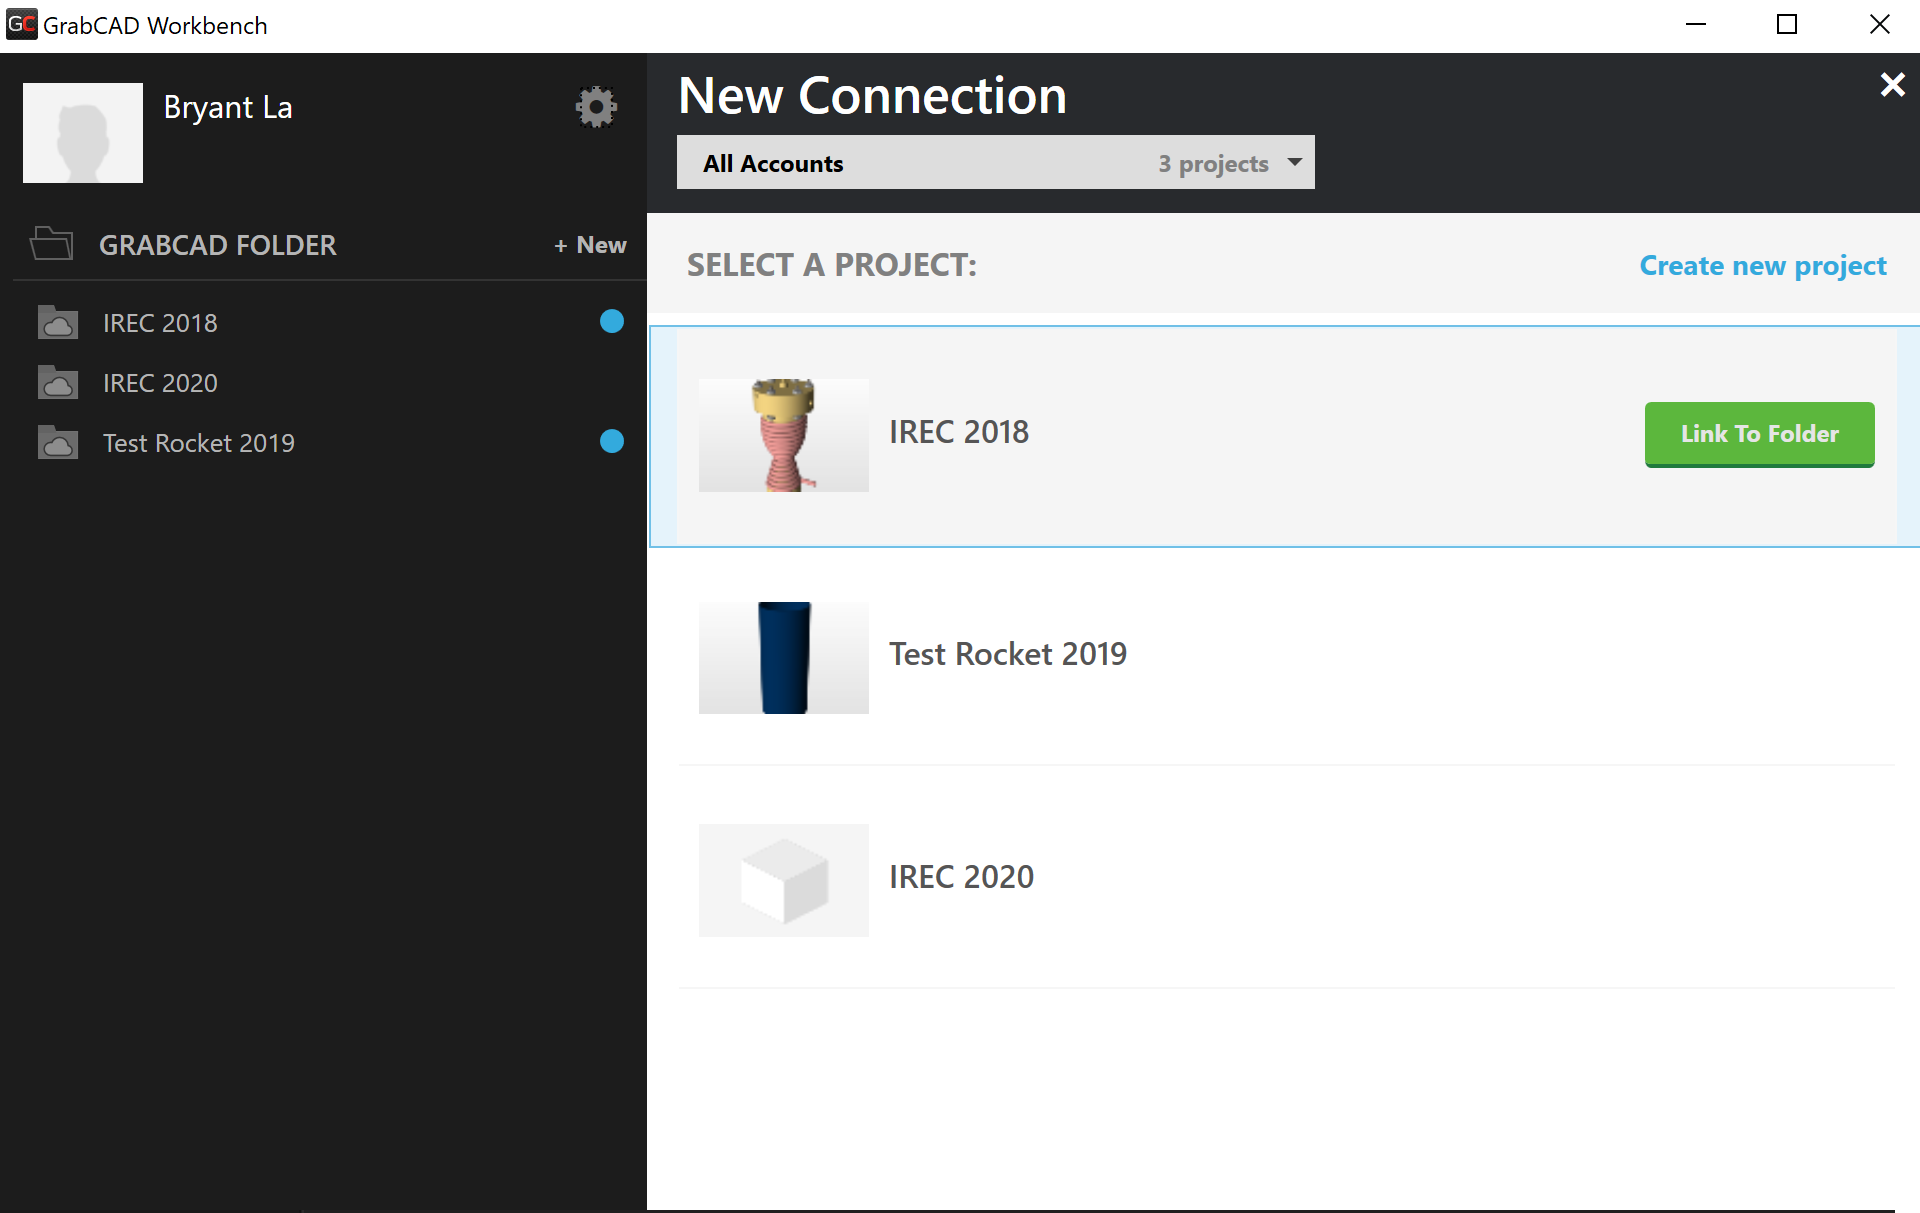 GC GrabCAD Workbench
Bryant La
GRABCAD FOLDER + New
IREC 2018
IREC 2020
Test Rocket 2019
New Connection
All Accounts 3 projects
SELECT A PROJECT: Create new project
IREC 2018 Link To Folder
Test Rocket 2019
IREC 2020